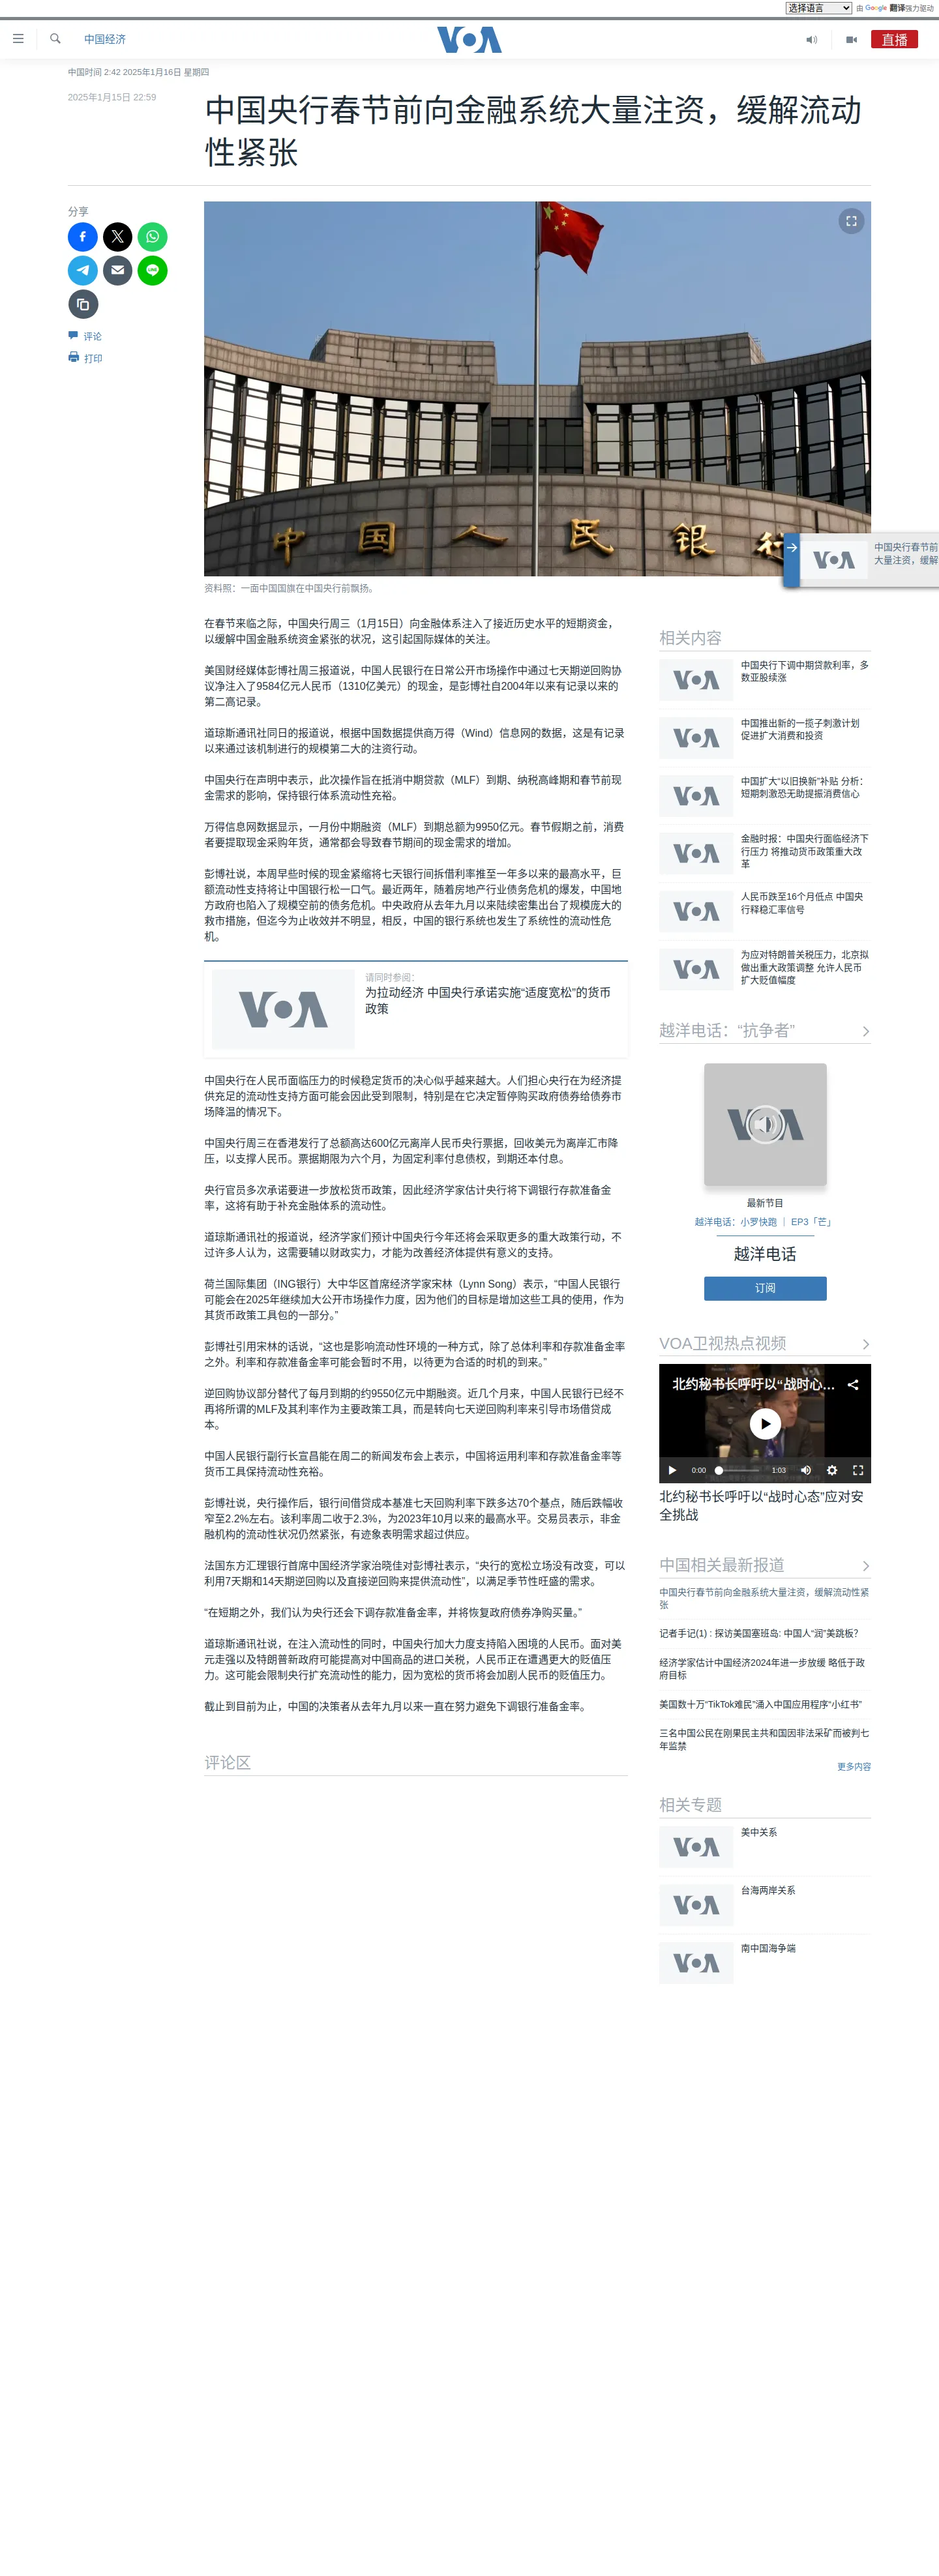 选择语言
由 Google 翻译强力驱动
中国经济
VOA
直播
中国时间 2:42 2025年1月16日 星期四
2025年1月15日 22:59
中国央行春节前向金融系统大量注资，缓解流动
性紧张
分享
评论
打印
中国人民银行
资料照：一面中国国旗在中国央行前飘扬。
VOA
中国央行春节前
大量注资，缓解
在春节来临之际，中国央行周三（1月15日）向金融体系注入了接近历史水平的短期资金，
以缓解中国金融系统资金紧张的状况，这引起国际媒体的关注。
美国财经媒体彭博社周三报道说，中国人民银行在日常公开市场操作中通过七天期逆回购协
议净注入了9584亿元人民币（1310亿美元）的现金，是彭博社自2004年以来有记录以来的
第二高记录。
道琼斯通讯社同日的报道说，根据中国数据提供商万得（Wind）信息网的数据，这是有记录
以来通过该机制进行的规模第二大的注资行动。
中国央行在声明中表示，此次操作旨在抵消中期贷款（MLF）到期、纳税高峰期和春节前现
金需求的影响，保持银行体系流动性充裕。
万得信息网数据显示，一月份中期融资（MLF）到期总额为9950亿元。春节假期之前，消费
者要提取现金采购年货，通常都会导致春节期间的现金需求的增加。
彭博社说，本周早些时候的现金紧缩将七天银行间拆借利率推至一年多以来的最高水平，巨
额流动性支持将让中国银行松一口气。最近两年，随着房地产行业债务危机的爆发，中国地
方政府也陷入了规模空前的债务危机。中央政府从去年九月以来陆续密集出台了规模庞大的
救市措施，但迄今为止收效并不明显，相反，中国的银行系统也发生了系统性的流动性危
机。
VOA
请同时参阅：
为拉动经济 中国央行承诺实施“适度宽松”的货币
政策
中国央行在人民币面临压力的时候稳定货币的决心似乎越来越大。人们担心央行在为经济提
供充足的流动性支持方面可能会因此受到限制，特别是在它决定暂停购买政府债券给债券市
场降温的情况下。
中国央行周三在香港发行了总额高达600亿元离岸人民币央行票据，回收美元为离岸汇市降
压，以支撑人民币。票据期限为六个月，为固定利率付息债权，到期还本付息。
央行官员多次承诺要进一步放松货币政策，因此经济学家估计央行将下调银行存款准备金
率，这将有助于补充金融体系的流动性。
道琼斯通讯社的报道说，经济学家们预计中国央行今年还将会采取更多的重大政策行动，不
过许多人认为，这需要辅以财政实力，才能为改善经济体提供有意义的支持。
荷兰国际集团（ING银行）大中华区首席经济学家宋林（Lynn Song）表示，“中国人民银行
可能会在2025年继续加大公开市场操作力度，因为他们的目标是增加这些工具的使用，作为
其货币政策工具包的一部分。”
彭博社引用宋林的话说，“这也是影响流动性环境的一种方式，除了总体利率和存款准备金率
之外。利率和存款准备金率可能会暂时不用，以待更为合适的时机的到来。”
逆回购协议部分替代了每月到期的约9550亿元中期融资。近几个月来，中国人民银行已经不
再将所谓的MLF及其利率作为主要政策工具，而是转向七天逆回购利率来引导市场借贷成
本。
中国人民银行副行长宣昌能在周二的新闻发布会上表示，中国将运用利率和存款准备金率等
货币工具保持流动性充裕。
彭博社说，央行操作后，银行间借贷成本基准七天回购利率下跌多达70个基点，随后跌幅收
窄至2.2%左右。该利率周二收于2.3%，为2023年10月以来的最高水平。交易员表示，非金
融机构的流动性状况仍然紧张，有迹象表明需求超过供应。
法国东方汇理银行首席中国经济学家治晓佳对彭博社表示，“央行的宽松立场没有改变，可以
利用7天期和14天期逆回购以及直接逆回购来提供流动性”，以满足季节性旺盛的需求。
“在短期之外，我们认为央行还会下调存款准备金率，并将恢复政府债券净购买量。”
道琼斯通讯社说，在注入流动性的同时，中国央行加大力度支持陷入困境的人民币。面对美
元走强以及特朗普新政府可能提高对中国商品的进口关税，人民币正在遭遇更大的贬值压
力。这可能会限制央行扩充流动性的能力，因为宽松的货币将会加剧人民币的贬值压力。
截止到目前为止，中国的决策者从去年九月以来一直在努力避免下调银行准备金率。
评论区
相关内容
VOA
中国央行下调中期贷款利率，多
数亚股续涨
VOA
中国推出新的一揽子刺激计划
促进扩大消费和投资
VOA
中国扩大“以旧换新”补贴 分析：
短期刺激恐无助提振消费信心
VOA
金融时报：中国央行面临经济下
行压力 将推动货币政策重大改
革
VOA
人民币跌至16个月低点 中国央
行释稳汇率信号
VOA
为应对特朗普关税压力，北京拟
做出重大政策调整 允许人民币
扩大贬值幅度
越洋电话：“抗争者”
VOA
最新节目
越洋电话：小罗快跑 ｜ EP3「芒」
越洋电话
订阅
VOA卫视热点视频
北约秘书长呼吁以“战时心...
0:00
1:03
北约秘书长呼吁以“战时心态”应对安
全挑战
中国相关最新报道
中国央行春节前向金融系统大量注资，缓解流动性紧
张
记者手记(1) : 探访美国塞班岛: 中国人“润”美跳板？
经济学家估计中国经济2024年进一步放缓 略低于政
府目标
美国数十万“TikTok难民”涌入中国应用程序“小红书”
三名中国公民在刚果民主共和国因非法采矿而被判七
年监禁
更多内容
相关专题
VOA
美中关系
VOA
台海两岸关系
VOA
南中国海争端